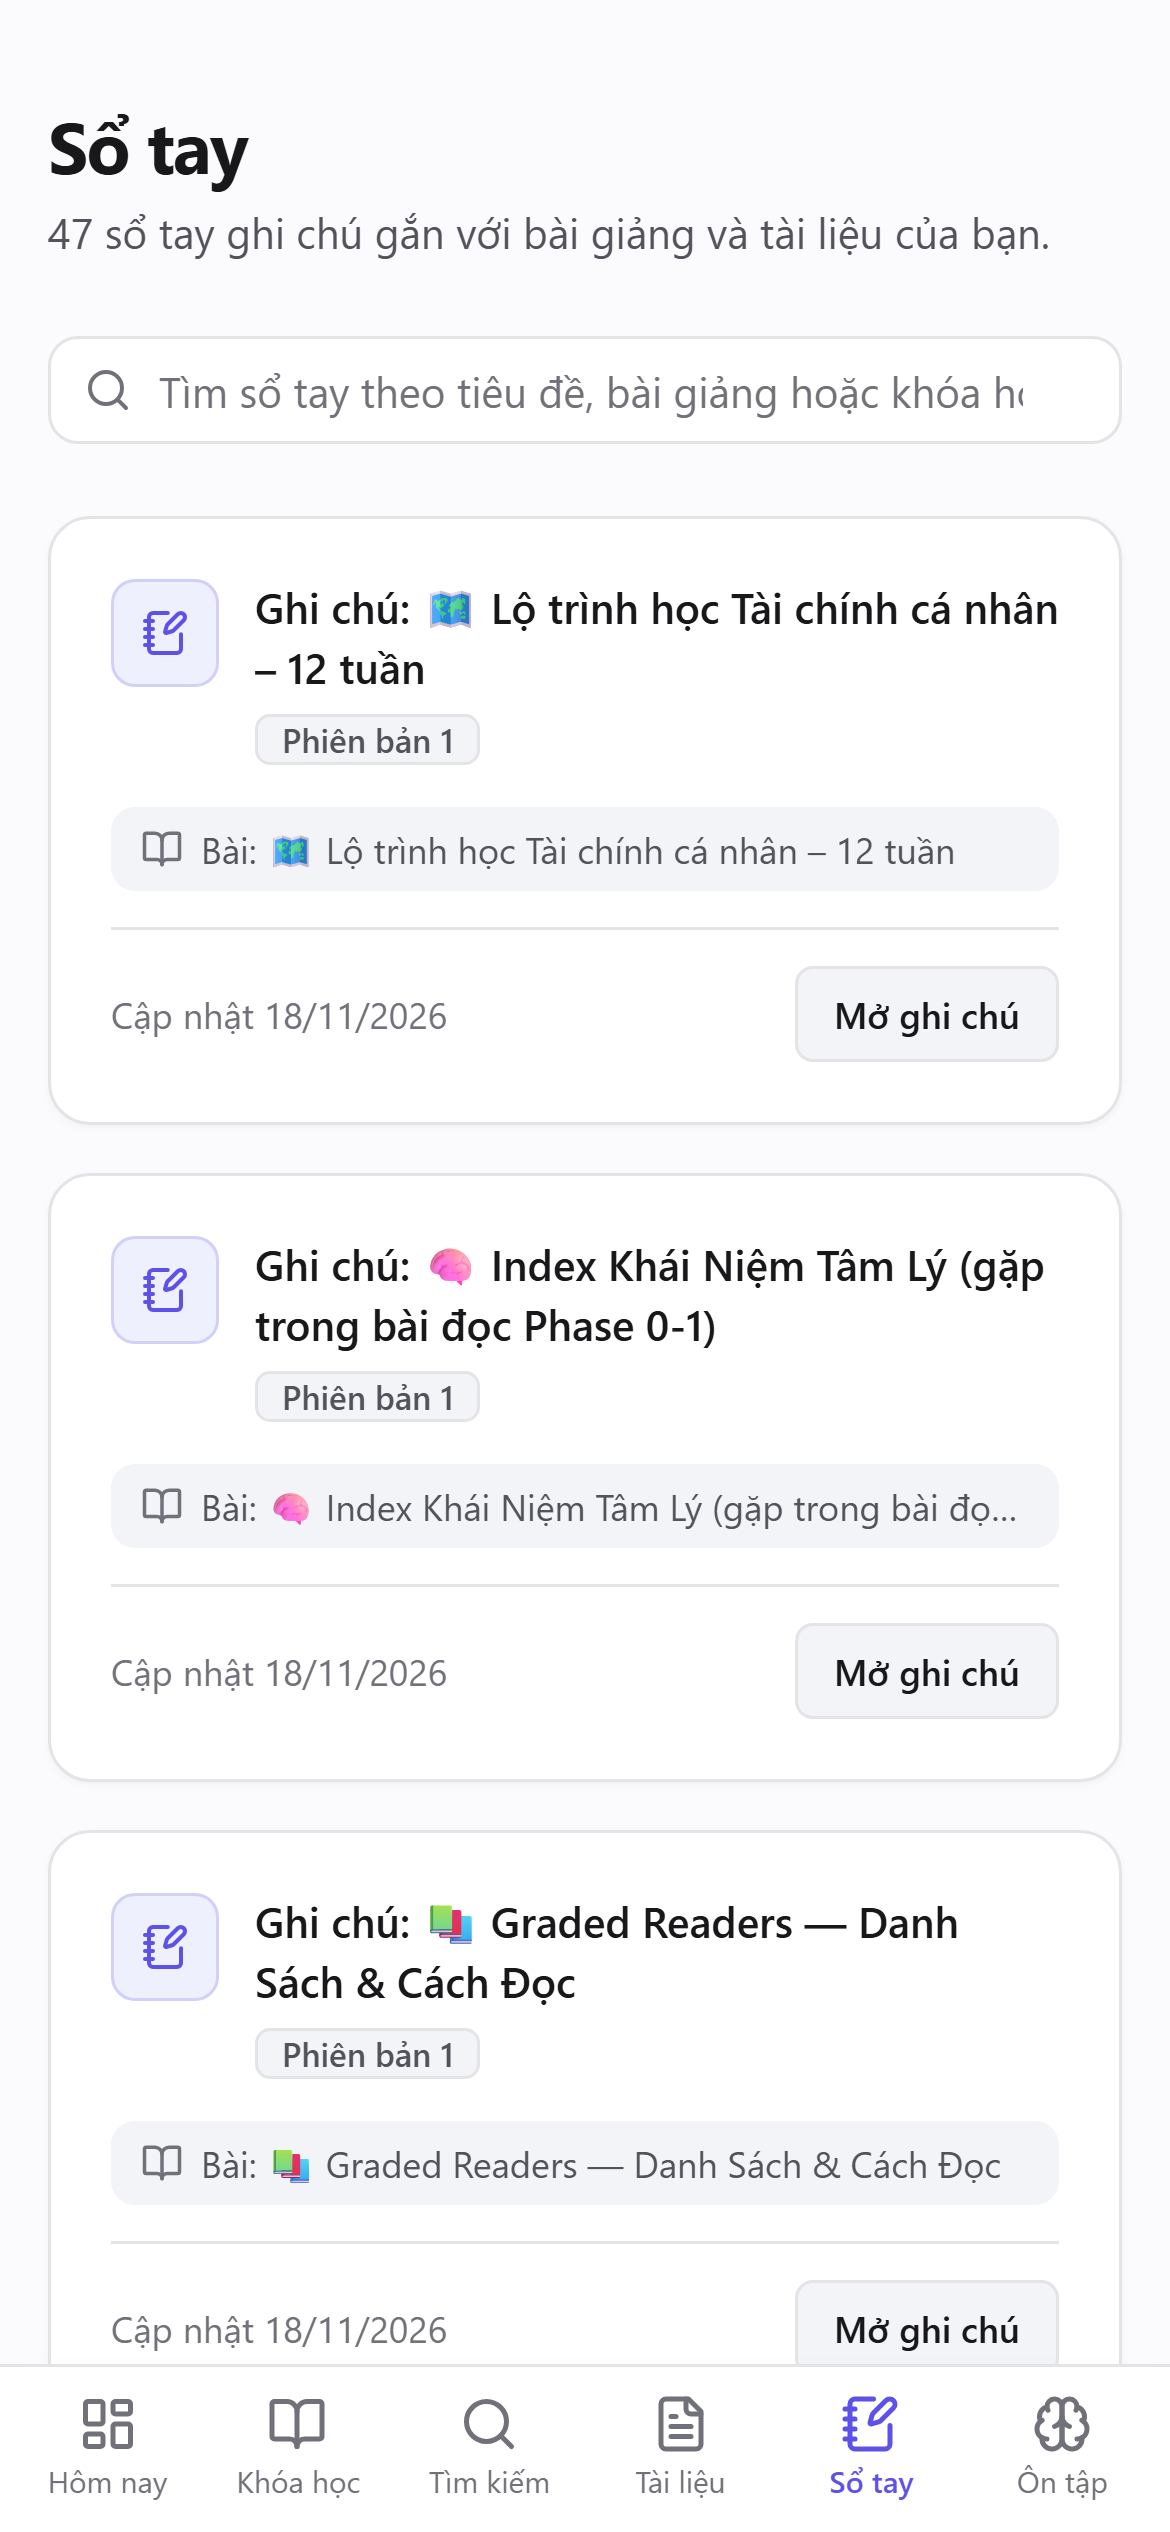 Sổ tay
47 sổ tay ghi chú gắn với bài giảng và tài liệu của bạn.
Tìm sổ tay theo tiêu đề, bài giảng hoặc khóa
Ghi chú: 🗺️ Lộ trình học Tài chính cá nhân
– 12 tuần
Phiên bản 1
Bài: 🗺️ Lộ trình học Tài chính cá nhân – 12 tuần
Cập nhật 18/11/2026
Mở ghi chú
Ghi chú: 🧠 Index Khái Niệm Tâm Lý (gặp
trong bài đọc Phase 0-1)
Phiên bản 1
Bài: 🧠 Index Khái Niệm Tâm Lý (gặp trong bài đọ...
Cập nhật 18/11/2026
Mở ghi chú
Ghi chú: 📚 Graded Readers — Danh
Sách & Cách Đọc
Phiên bản 1
Bài: 📚 Graded Readers — Danh Sách & Cách Đọc
Cập nhật 18/11/2026
Mở ghi chú
Hôm nay
Khóa học
Tìm kiếm
Tài liệu
Sổ tay
Ôn tập